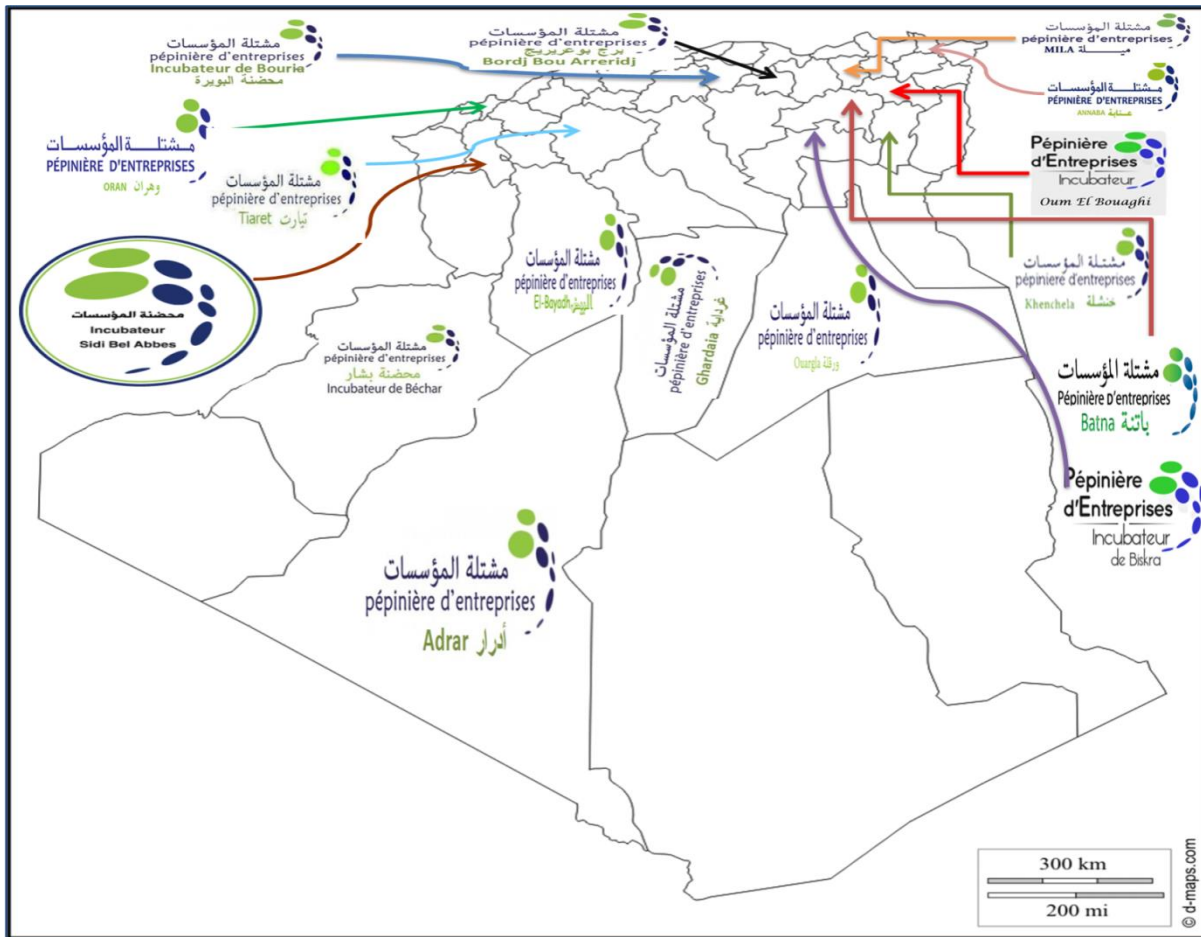 مشتلة المؤسسات
pépinière d'entreprises
Incubateur de Bouria
محضنة البويرة
مشتلة المؤسسات
pépinière d'entreprises
برج بوعريريج
Bordj Bou Arreridj
مشتلة المؤسسات
pépinière d'entreprises
MILA ميلة
مشتلة المؤسسات
PÉPINIÈRE D'ENTREPRISES
ANNABA عنابة
مشتلة المؤسسات
PÉPINIÈRE D'ENTREPRISES
ORAN وهران
Pépinière
d'Entreprises
Incubateur
Oum El Bouaghi
مشتلة المؤسسات
pépinière d'entreprises
Tiaret تيارت
محضنة المؤسسات
Incubateur
Sidi Bel Abbes
مشتلة المؤسسات
pépinière d'entreprises
El-Bayadh البيض
مشتلة المؤسسات
pépinière d'entreprises
Ghardaia غرداية
مشتلة المؤسسات
pépinière d'entreprises
Ouargla ورقلة
مشتلة المؤسسات
pépinière d'entreprises
Khenchela خنشلة
مشتلة المؤسسات
pépinière d'entreprises
محضنة بشار
Incubateur de Béchar
مشتلة المؤسسات
Pépinière D'entreprises
Batna باتنة
Pépinière
d'Entreprises
Incubateur
de Biskra
مشتلة المؤسسات
pépinière d'entreprises
Adrar أدرار
300 km
200 mi
© d-maps.com